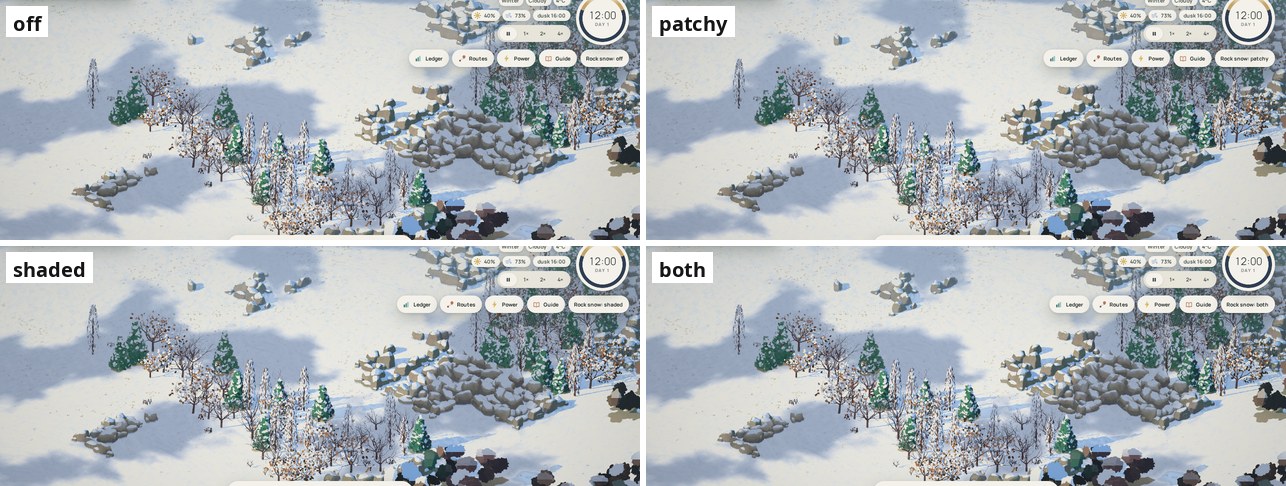 off
Winter Cloudy -4°C
40% 73% dusk 16:00
12:00
DAY 1
1× 2× 4×
Ledger Routes Power Guide Rock snow: off
patchy
40% 73% dusk 16:00
12:00
DAY 1
1× 2× 4×
Ledger Routes Power Guide Rock snow: patchy
shaded
Winter Cloudy
40% 73% dusk 16:00
12:00
DAY 1
1× 2× 4×
Ledger Routes Power Guide Rock snow: shaded
both
Winter Cloudy
40% 73% dusk 16:00
12:00
DAY 1
1× 2× 4×
Ledger Routes Power Guide Rock snow: both